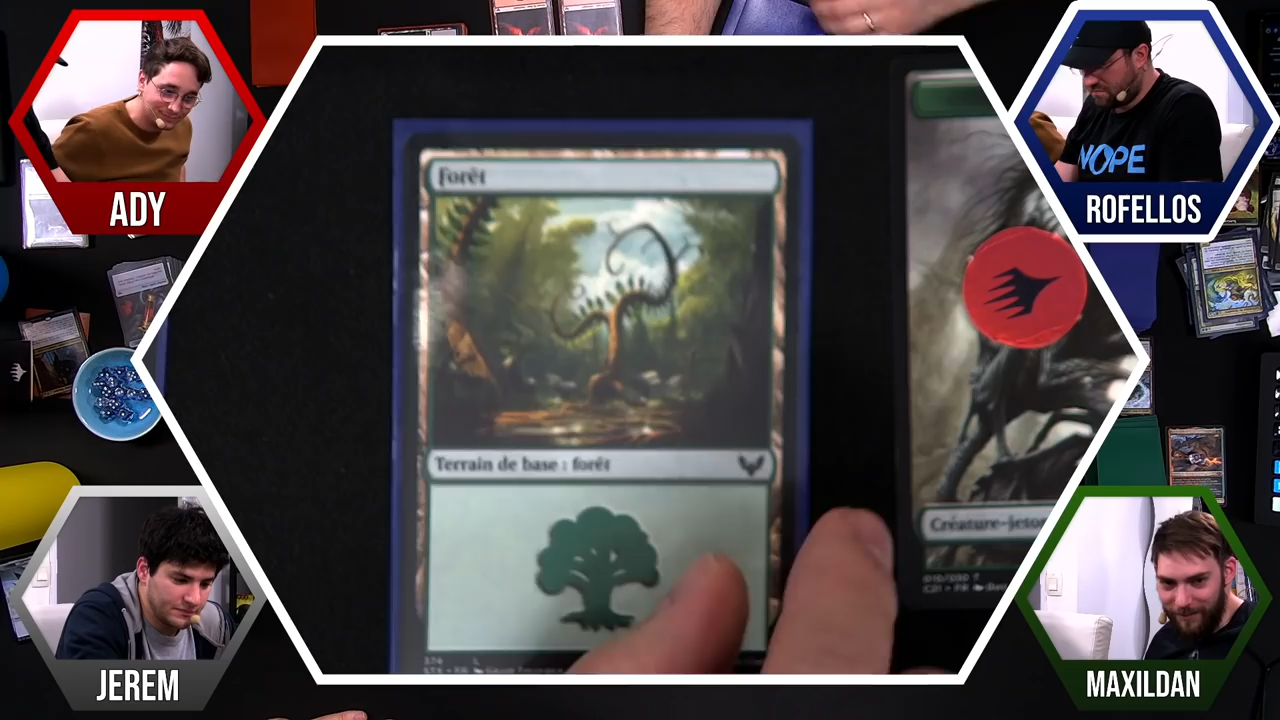 ADY
ROFELLOS
NOPE
Forêt
Terrain de base : forêt
Créature-jeton
JEREM
MAXILDAN